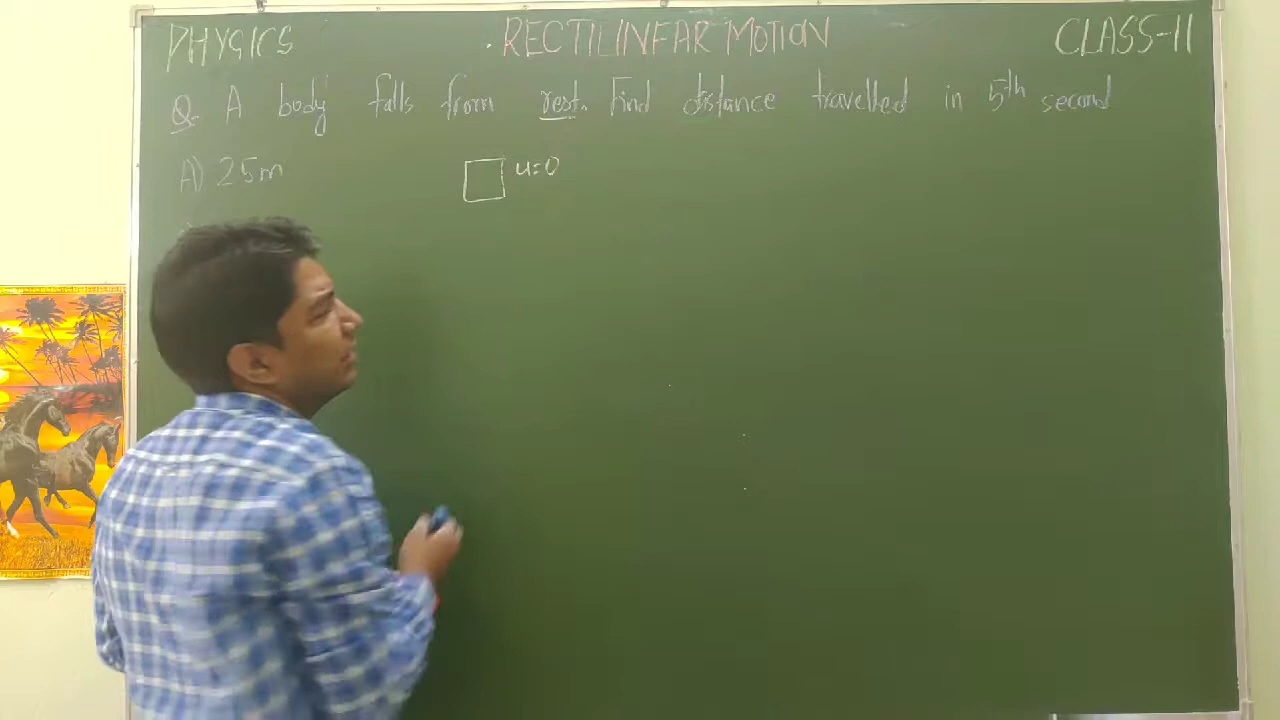 PHYSICS
RECTILINEAR MOTION
CLASS-11
Q. A body falls from rest. Find distance travelled in 5th second
A) 25m
u=0